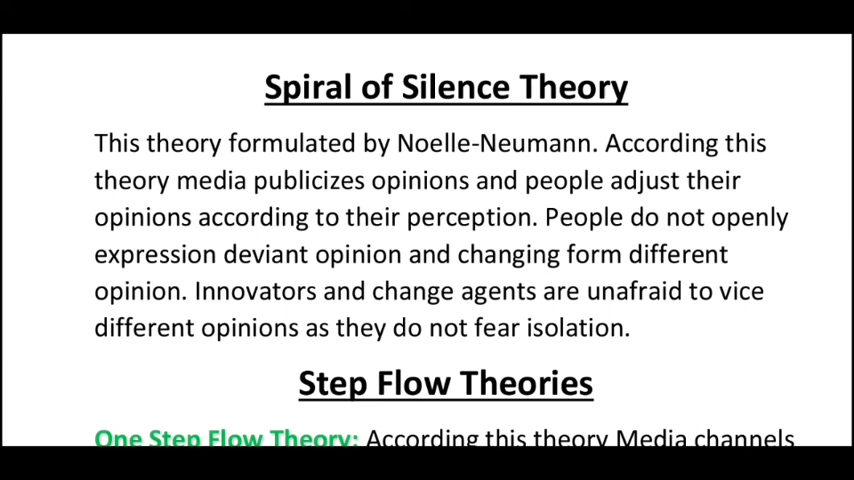 Spiral of Silence Theory
This theory formulated by Noelle-Neumann. According this
theory media publicizes opinions and people adjust their
opinions according to their perception. People do not openly
expression deviant opinion and changing form different
opinion. Innovators and change agents are unafraid to vice
different opinions as they do not fear isolation.
Step Flow Theories
One Step Flow Theory: According this theory Media channels